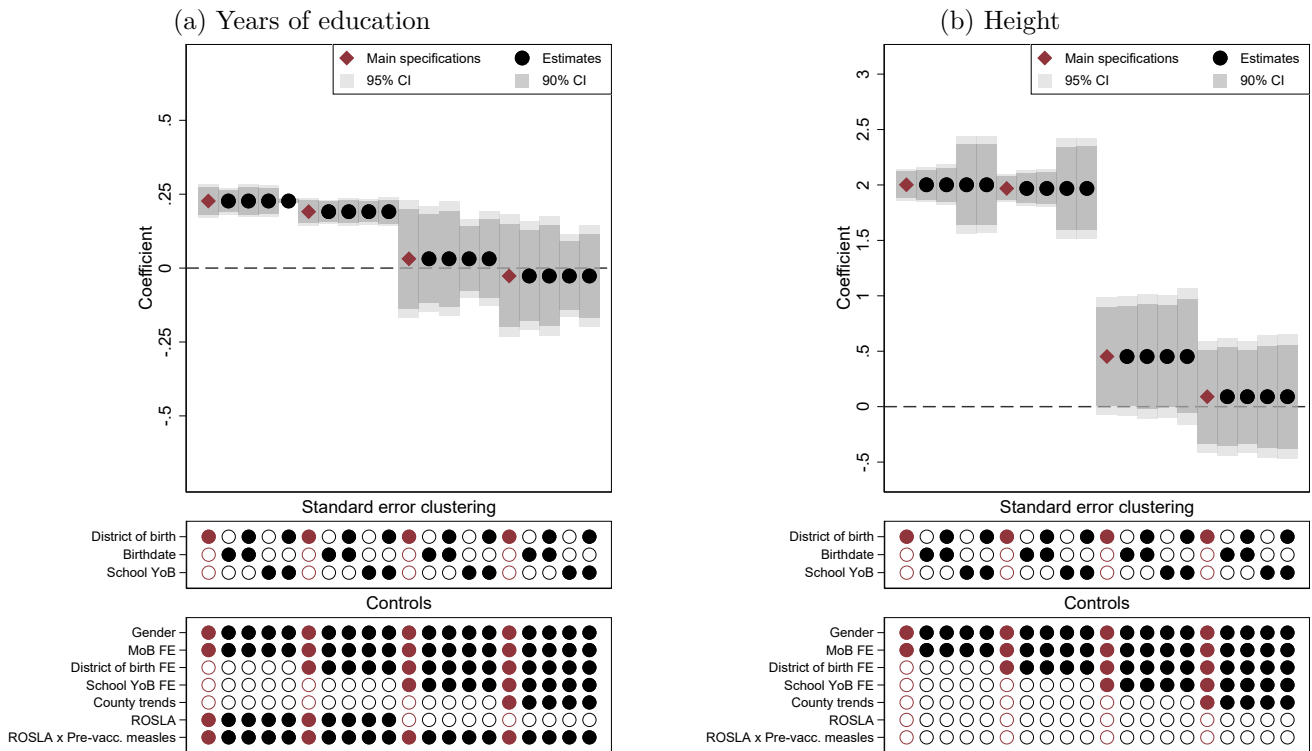 (a) Years of education
Main specifications
Estimates
95% CI
90% CI
Coefficient
.5
.25
0
-.25
-.5
Standard error clustering
District of birth
Birthdate
School YoB
Controls
Gender
MoB FE
District of birth FE
School YoB FE
County trends
ROSLA
ROSLA x Pre-vacc. measles
(b) Height
Main specifications
Estimates
95% CI
90% CI
Coefficient
3
2.5
2
1.5
1
.5
0
-.5
Standard error clustering
District of birth
Birthdate
School YoB
Controls
Gender
MoB FE
District of birth FE
School YoB FE
County trends
ROSLA
ROSLA x Pre-vacc. measles